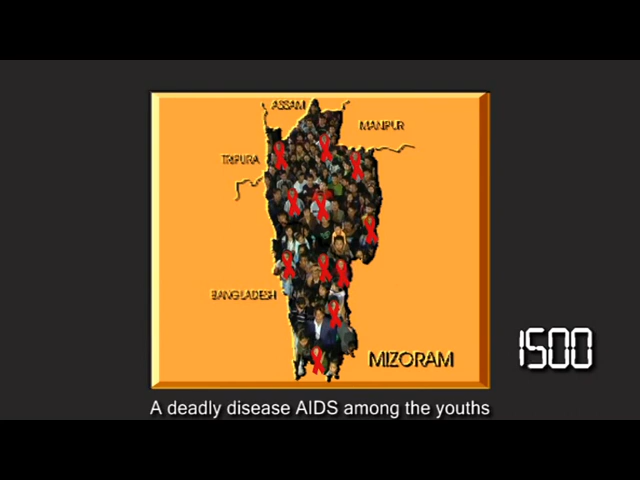 ASSAM
MANIPUR
TRIPURA
BANGLADESH
MIZORAM
1500
A deadly disease AIDS among the youths